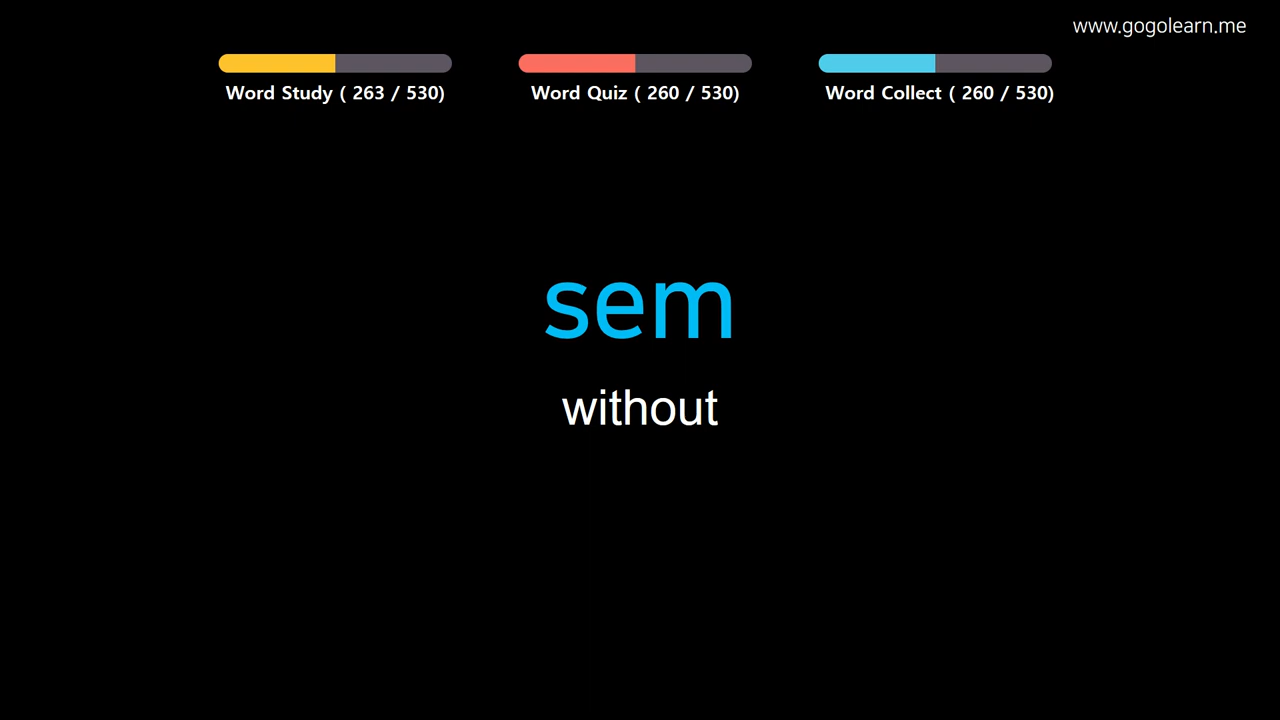 www.gogolearn.me
Word Study ( 263 / 530)
Word Quiz ( 260 / 530)
Word Collect ( 260 / 530)
sem
without